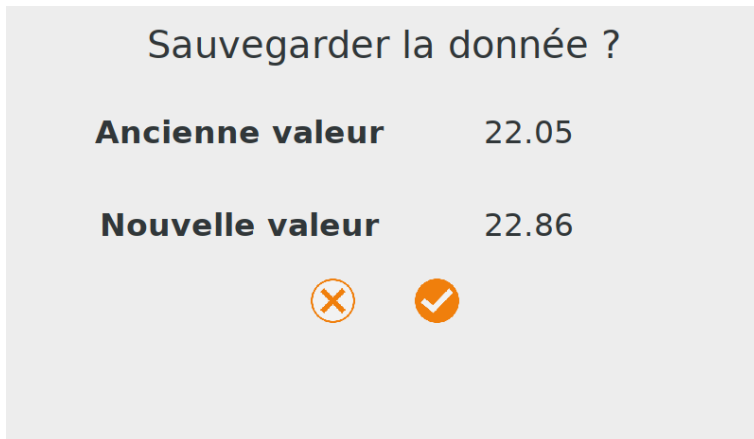 Sauvegarder la donnée ?
Ancienne valeur 22.05
Nouvelle valeur 22.86